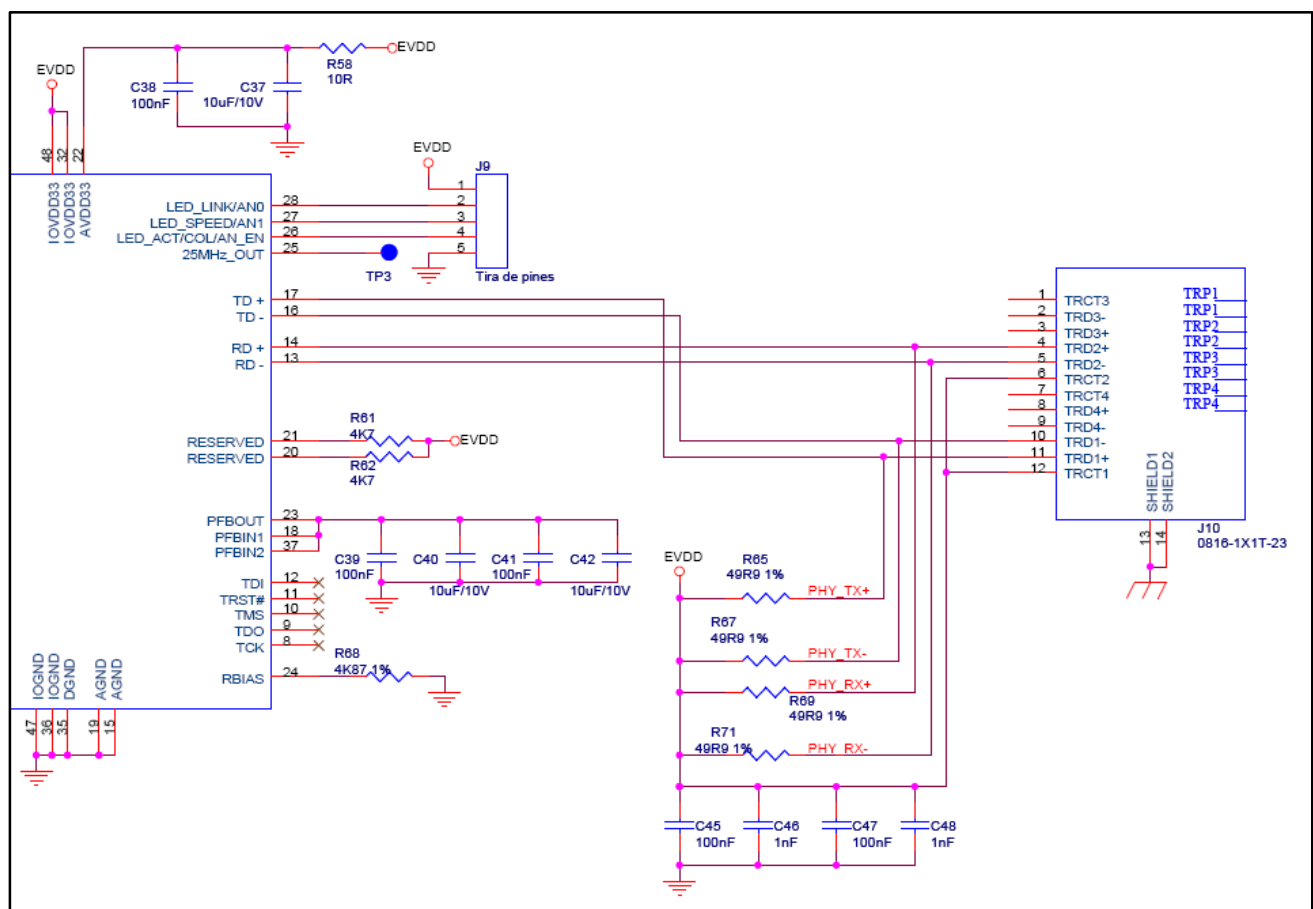 EVDD
R58
10R
EVDD
C38
100nF
C37
10uF/10V
48
32
22
IOVDD33
IOVDD33
AVDD33
EVDD
J9
1
2
3
4
5
Tira de pines
LED_LINK/AN0
28
LED_SPEED/AN1
27
LED_ACT/COL/AN_EN
26
25MHz_OUT
25
TP3
TD +
17
TD -
16
RD +
14
RD -
13
RESERVED
21
RESERVED
20
R61
4K7
EVDD
R62
4K7
PFBOUT
23
PFBIN1
18
PFBIN2
37
C39
100nF
C40
10uF/10V
C41
100nF
C42
10uF/10V
TDI
12
TRST#
11
TMS
10
TDO
9
TCK
8
RBIAS
24
R68
4K87 1%
IOGND
IOGND
DGND
AGND
AGND
47
36
35
19
15
1
TRCT3
2
TRD3-
3
TRD3+
4
TRD2+
5
TRD2-
6
TRCT2
7
TRCT4
8
TRD4+
9
TRD4-
10
TRD1-
11
TRD1+
12
TRCT1
TRP1
TRP1
TRP2
TRP2
TRP3
TRP3
TRP4
TRP4
SHIELD1
SHIELD2
13
14
J10
0816-1X1T-23
EVDD
R65
49R9 1%
PHY_TX+
R67
49R9 1%
PHY_TX-
PHY_RX+
R69
49R9 1%
R71
49R9 1%
PHY_RX-
C45
100nF
C46
1nF
C47
100nF
C48
1nF